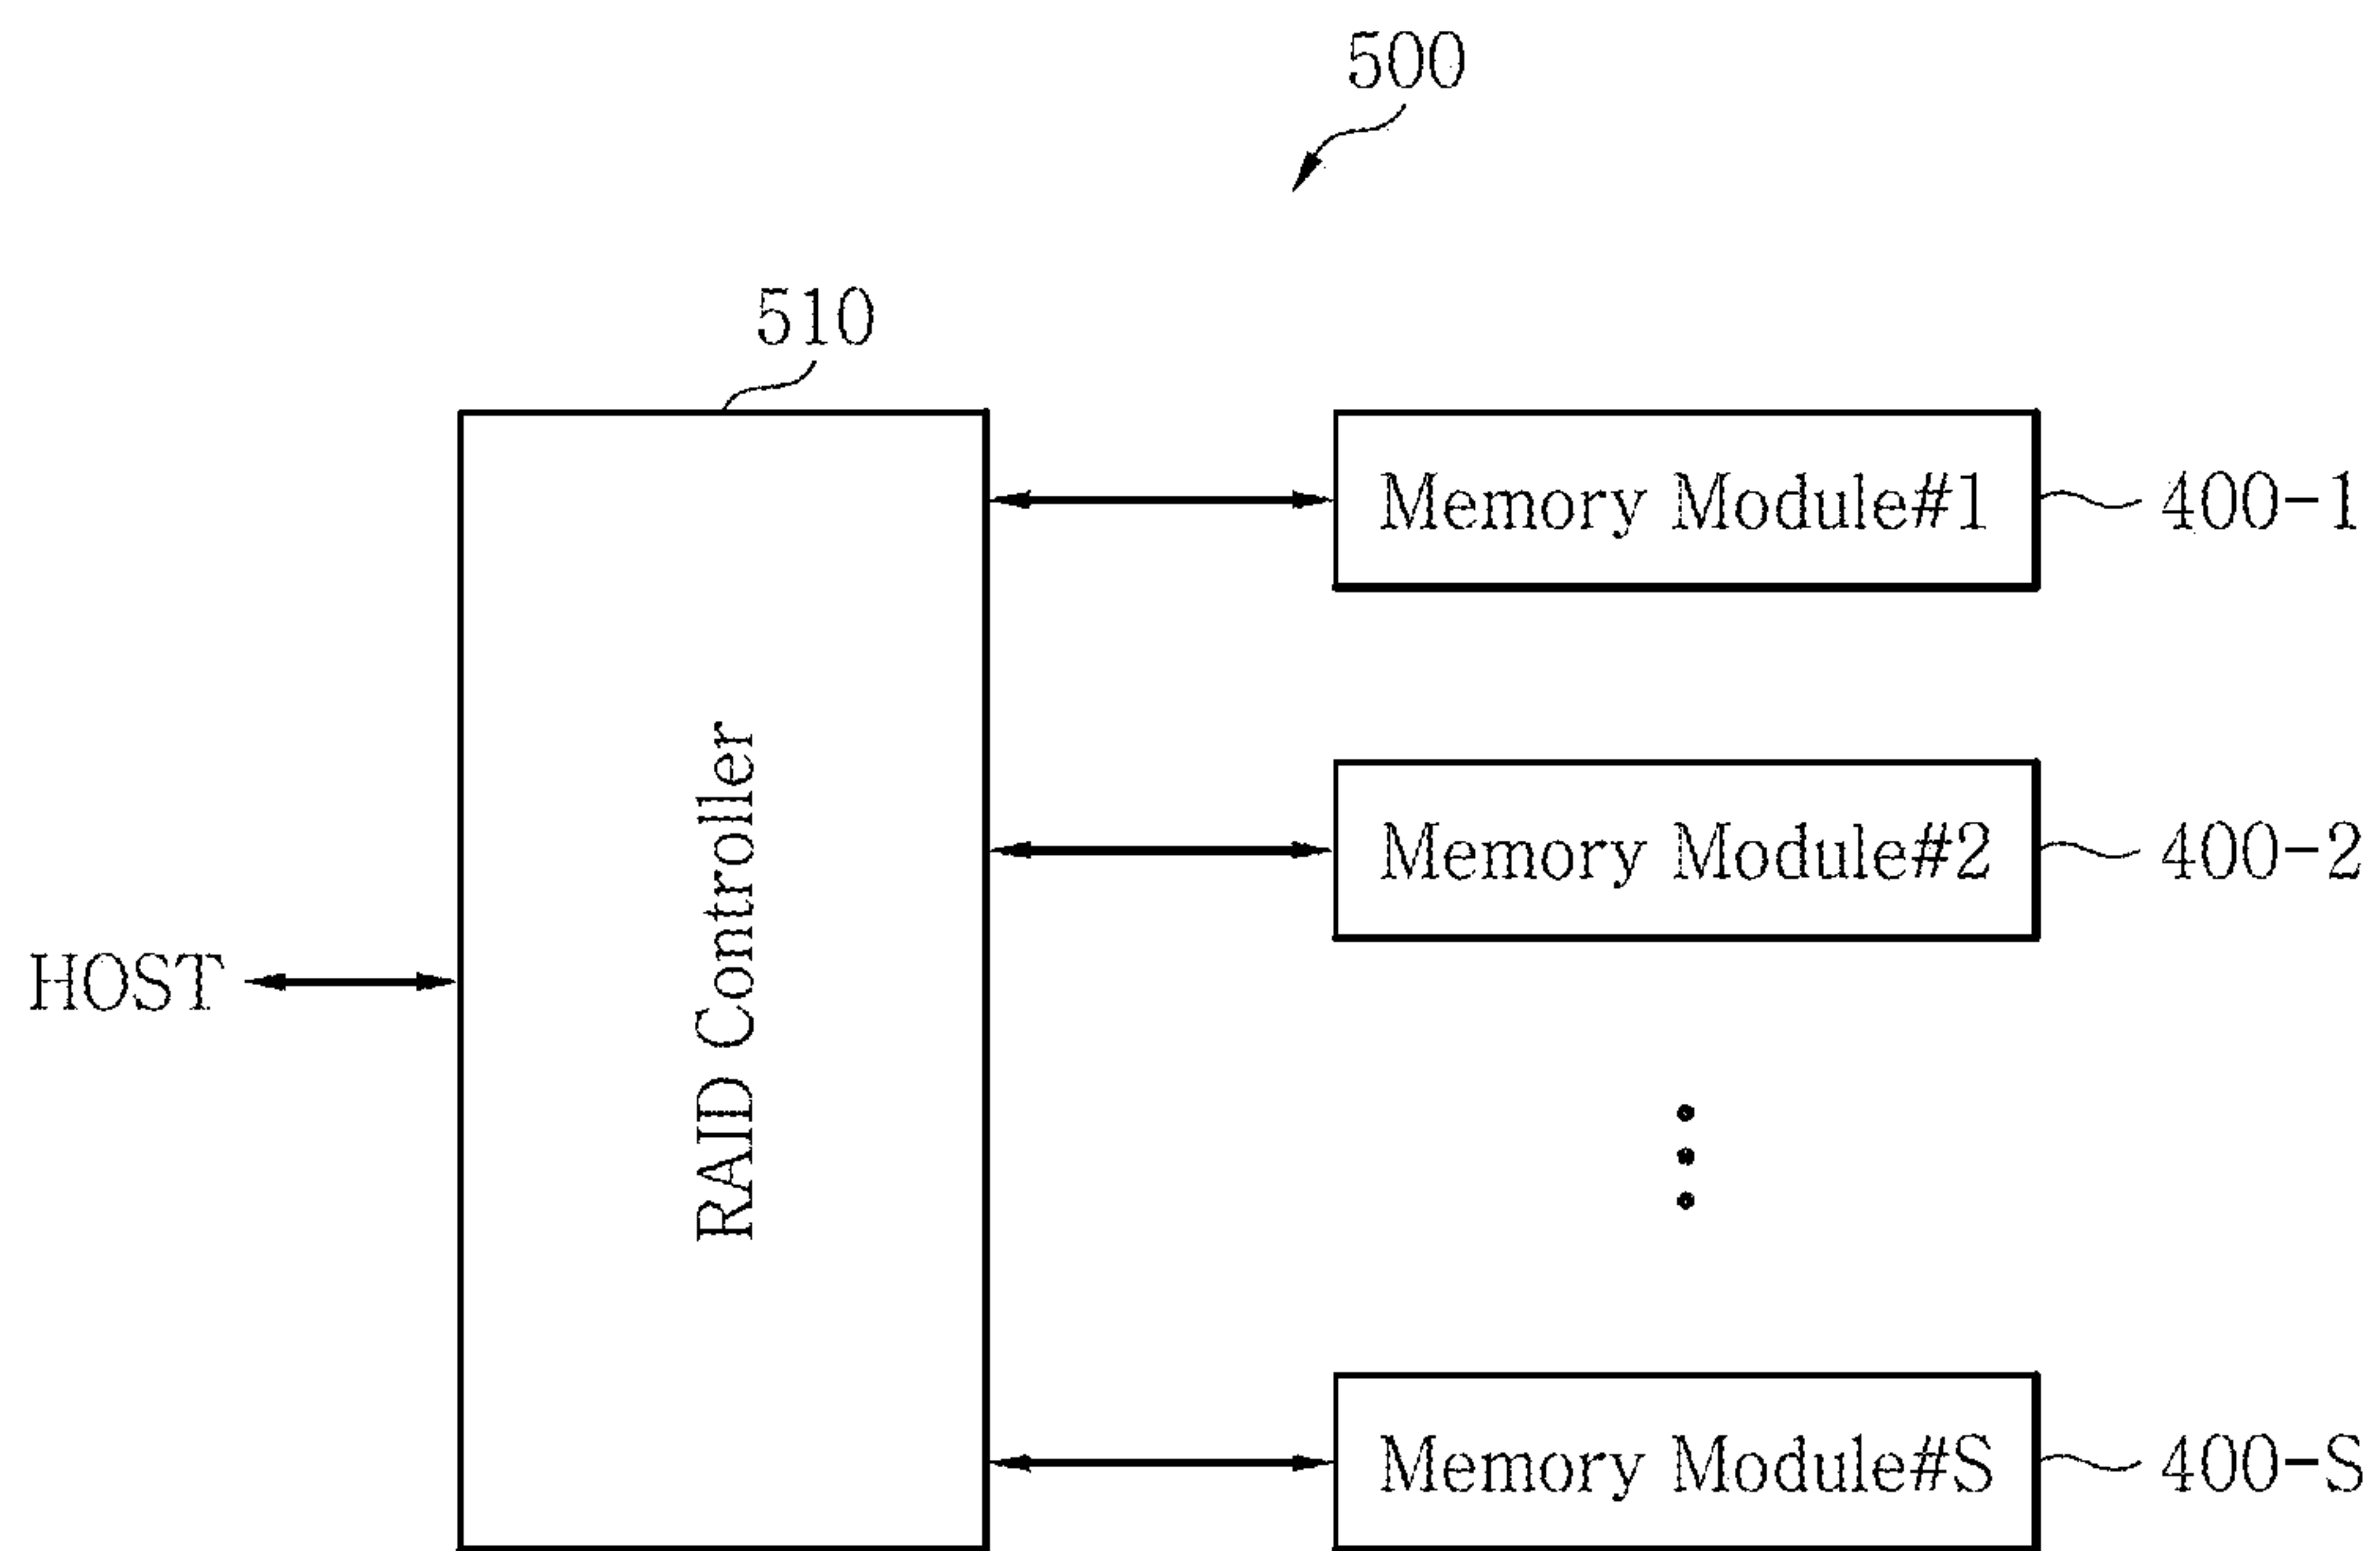 500
510
Memory Module#1
400-1
Memory Module#2
400-2
HOST
RAID Controller
Memory Module#S
400-S